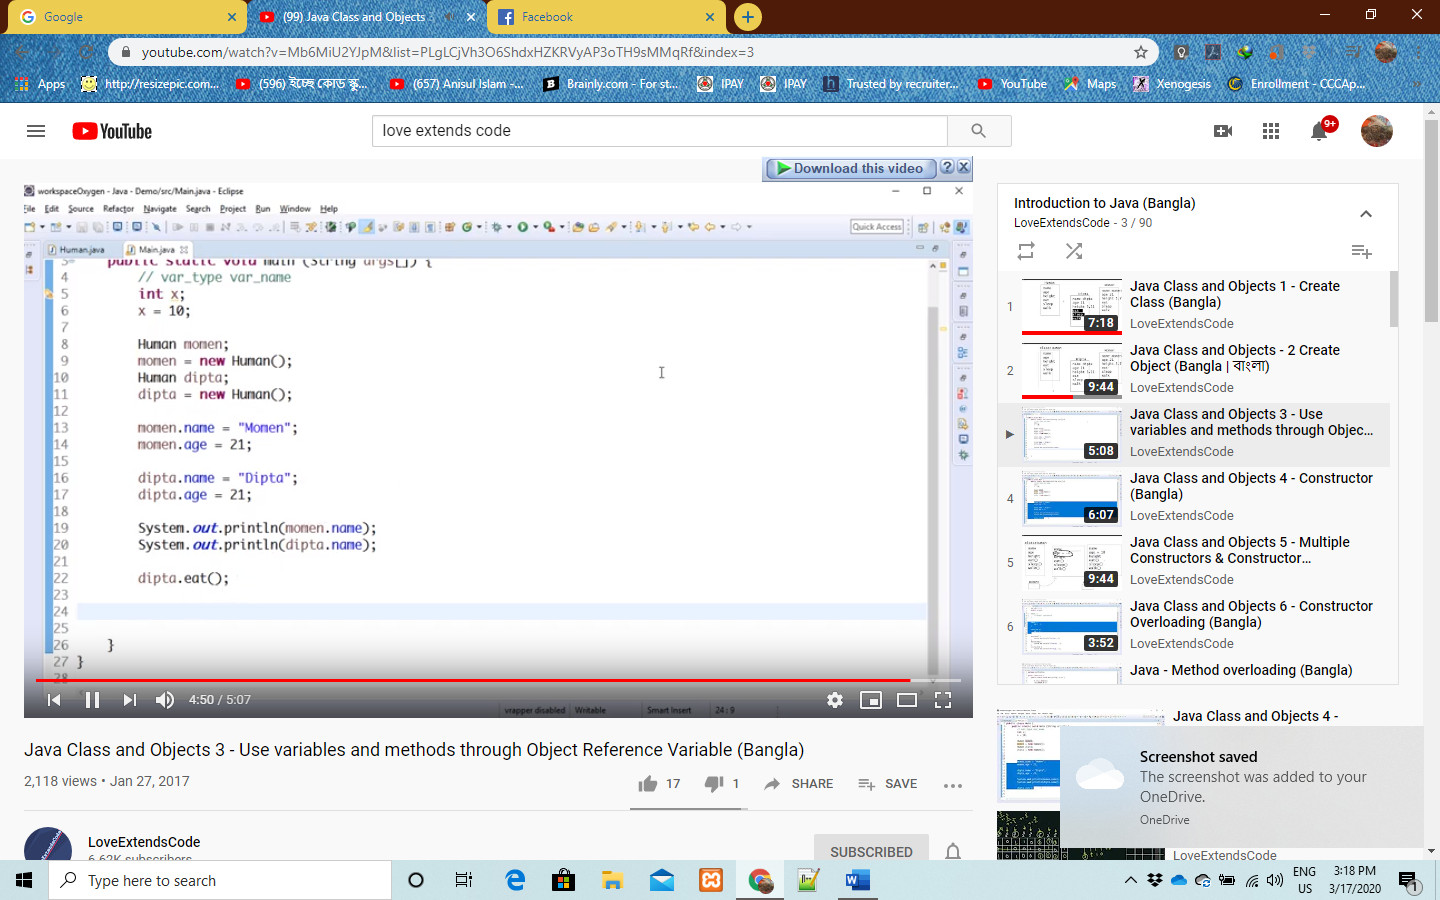 Google
(99) Java Class and Objects
Facebook
youtube.com/watch?v=Mb6MiU2YJpM&list=PLgLCjVh3O6ShdxHZKRVyAP3oTH9sMMqRf&index=3
Apps
http://resizepic.com...
(596) ইচ্ছে কোড স্কু...
(657) Anisul Islam -...
Brainly.com - For st...
IPAY
IPAY
Trusted by recruiter...
YouTube
Maps
Xenogesis
Enrollment - CCCAp...
YouTube
love extends code
9+
Download this video
workspaceOxygen - Java - Demo/src/Main.java - Eclipse
File Edit Source Refactor Navigate Search Project Run Window Help
Quick Access
Human.java
Main.java
3 public static void main (String args[]) {
4 // var_type var_name
5 int x;
6 x = 10;
7
8 Human momen;
9 momen = new Human();
10 Human dipta;
11 dipta = new Human();
12
13 momen.name = "Momen";
14 momen.age = 21;
15
16 dipta.name = "Dipta";
17 dipta.age = 21;
18
19 System.out.println(momen.name);
20 System.out.println(dipta.name);
21
22 dipta.eat();
23
24
25
26 }
27 }
28
4:50 / 5:07
vrapper disabled Writable Smart Insert 24 : 9
Java Class and Objects 3 - Use variables and methods through Object Reference Variable (Bangla)
2,118 views • Jan 27, 2017
17
1
SHARE
SAVE
LoveExtendsCode
6.62K subscribers
SUBSCRIBED
Introduction to Java (Bangla)
LoveExtendsCode - 3 / 90
1
7:18
Java Class and Objects 1 - Create
Class (Bangla)
LoveExtendsCode
2
9:44
Java Class and Objects - 2 Create
Object (Bangla | বাংলা)
LoveExtendsCode
5:08
Java Class and Objects 3 - Use
variables and methods through Objec...
LoveExtendsCode
4
6:07
Java Class and Objects 4 - Constructor
(Bangla)
LoveExtendsCode
5
9:44
Java Class and Objects 5 - Multiple
Constructors & Constructor...
LoveExtendsCode
6
3:52
Java Class and Objects 6 - Constructor
Overloading (Bangla)
LoveExtendsCode
Java - Method overloading (Bangla)
Java Class and Objects 4 -
Screenshot saved
The screenshot was added to your
OneDrive.
OneDrive
LoveExtendsCode
Type here to search
ENG
US
3:18 PM
3/17/2020
1